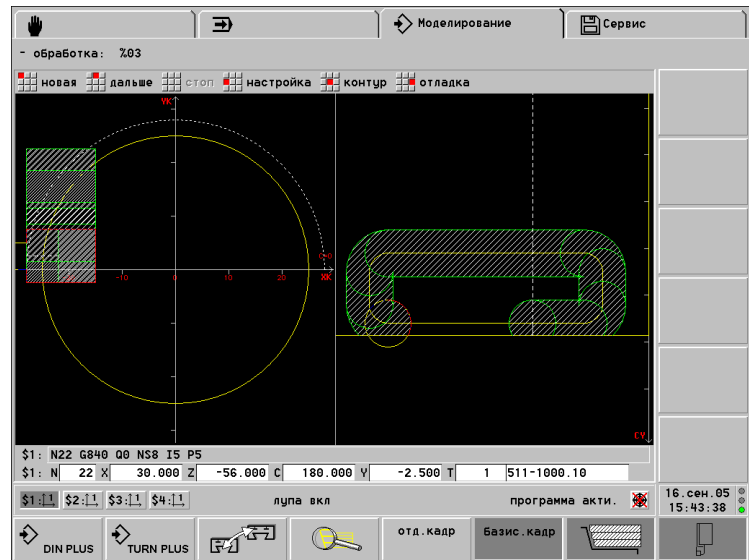 Моделирование
Сервис
- обработка: %03
новая дальше стоп настройка контур отладка
YK
-10 0 10 20 XK
CY
$1: N22 G840 Q0 NS8 I5 P5
$1: N 22 X 30.000 Z -56.000 C 180.000 Y -2.500 T 1 511-1000.10
$1: 1 $2: 1 $3: 1 $4: 1 лупа вкл программа акти.
16.сен.05
15:43:38
DIN PLUS
TURN PLUS
отд.кадр
базис.кадр